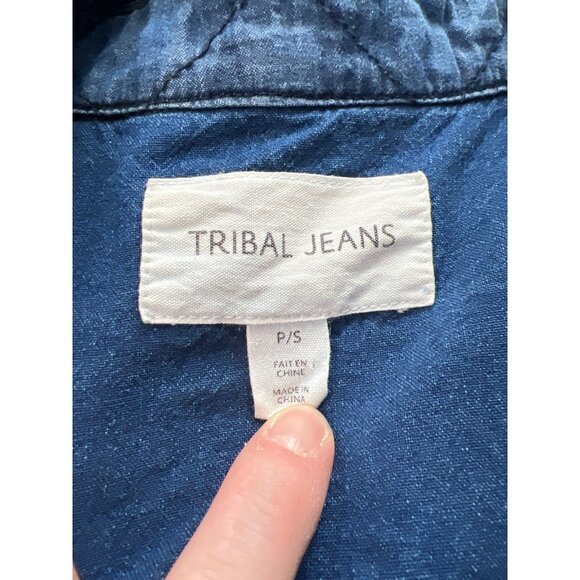 TRIBAL JEANS
P/S
FAIT EN
CHINE
MADE IN
CHINA